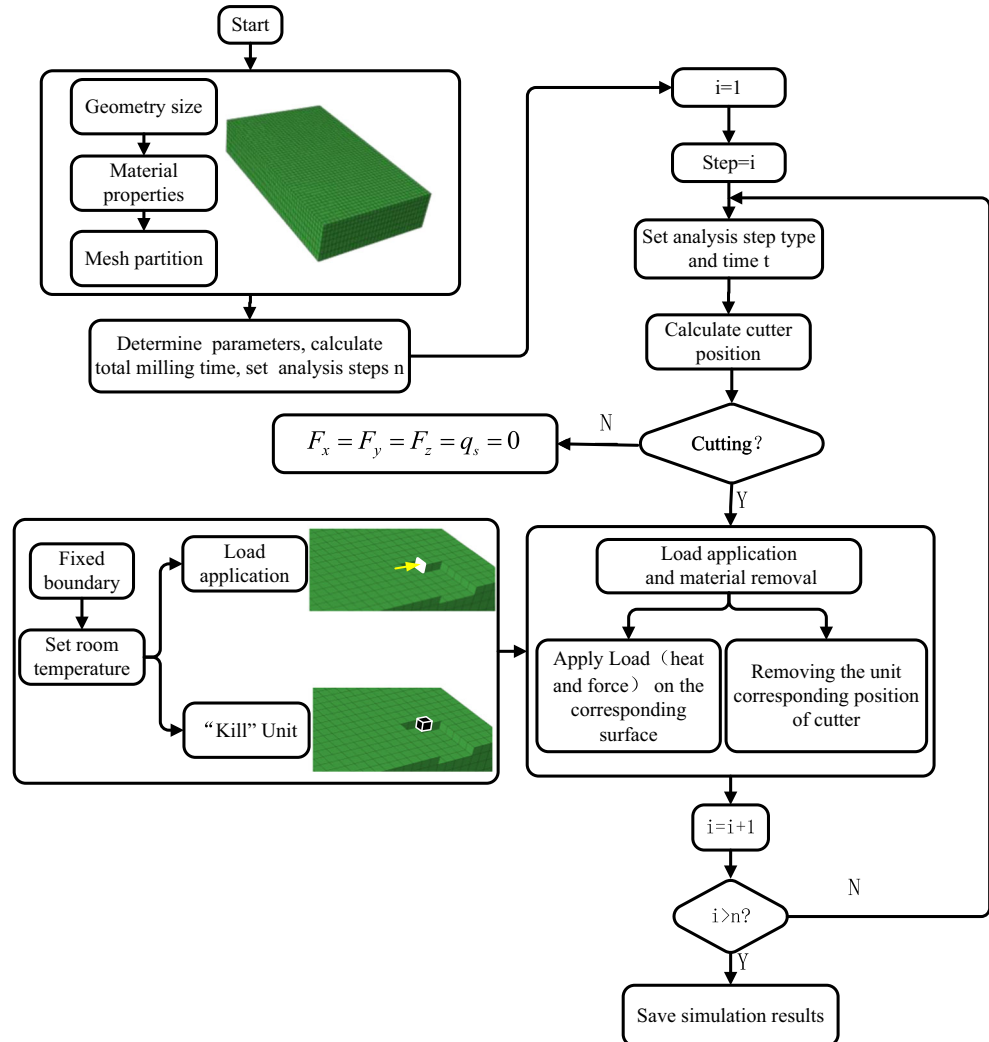 Start
Geometry size
Material
properties
Mesh partition
Determine parameters, calculate
total milling time, set analysis steps n
i=1
Step=i
Set analysis step type
and time t
Calculate cutter
position
Cutting?
N
F_x = F_y = F_z = q_s = 0
Y
Fixed
boundary
Set room
temperature
Load
application
“Kill” Unit
Load application
and material removal
Apply Load（heat
and force） on the
corresponding
surface
Removing the unit
corresponding position
of cutter
i=i+1
i>n?
N
Y
Save simulation results